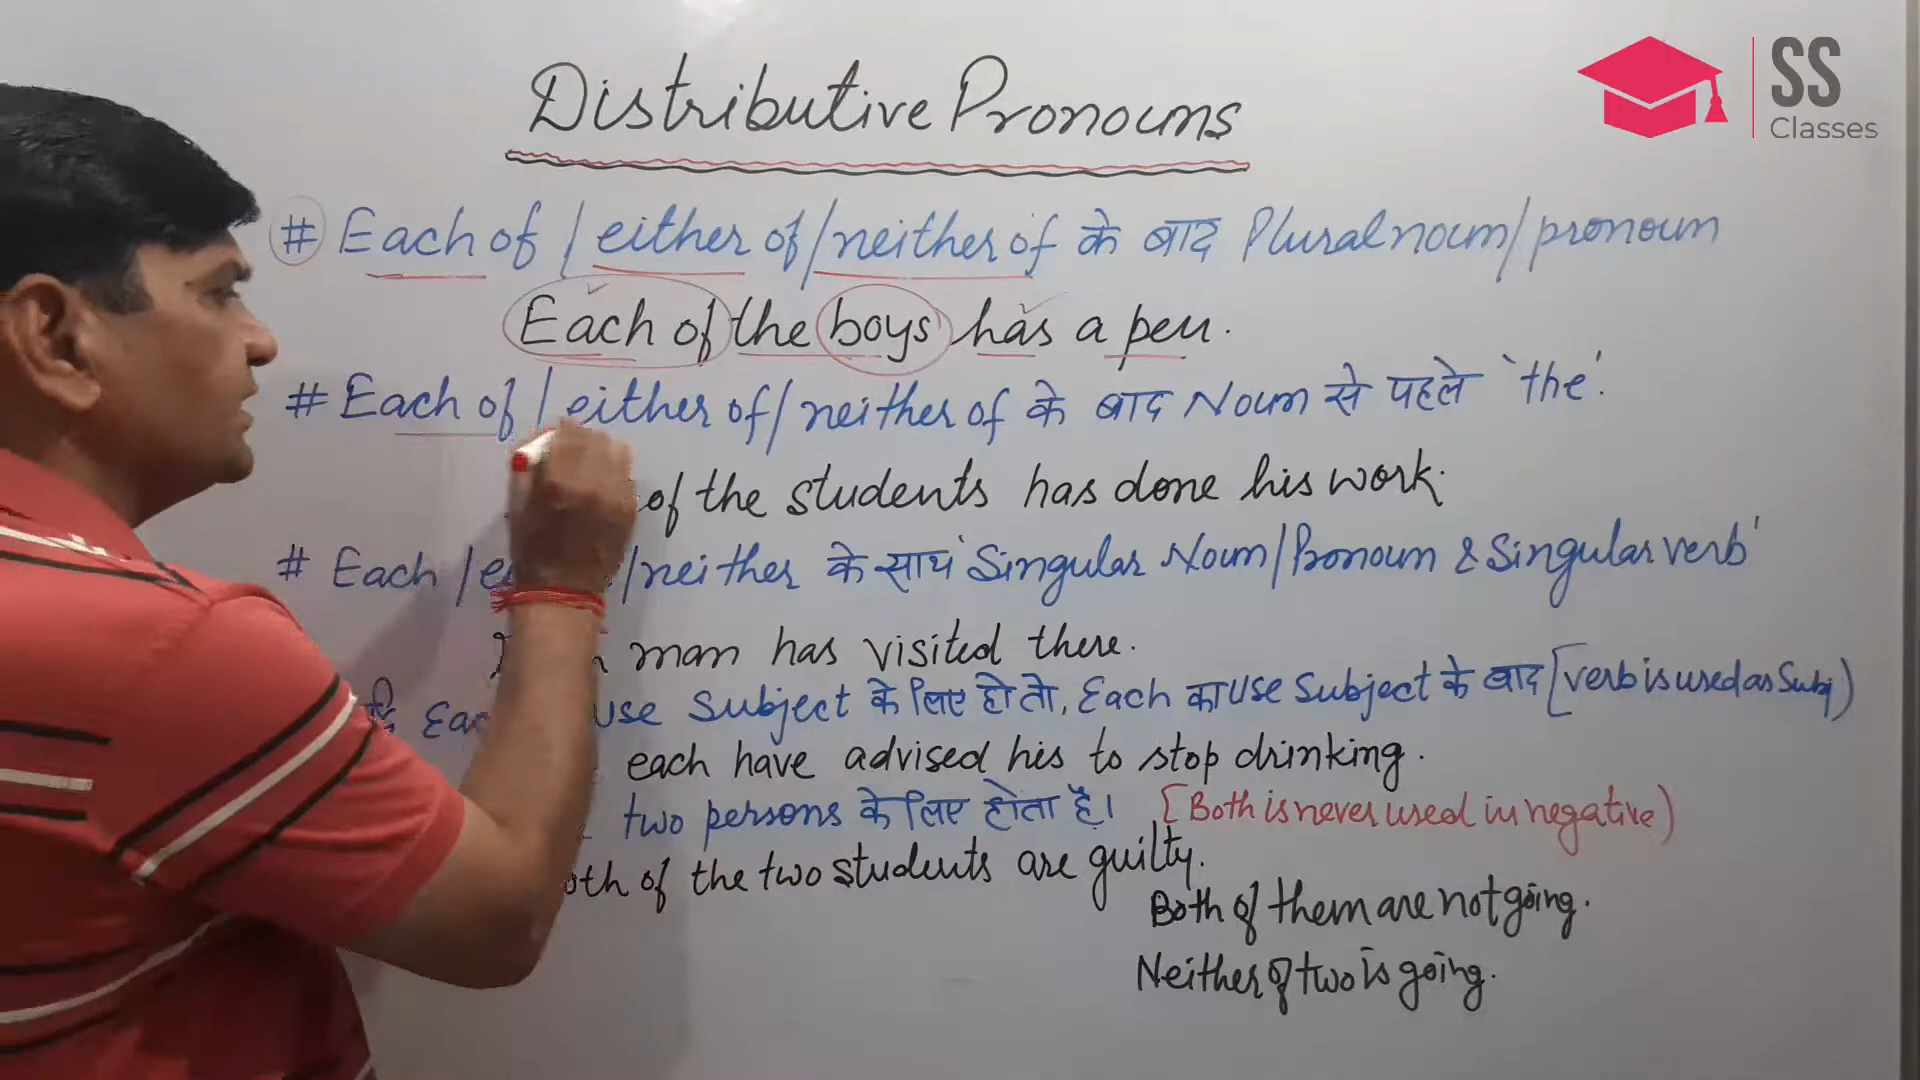 SS
Classes
Distributive Pronouns
# Each of / either of / neither of के बाद Plural noun / pronoun
Each of the boys has a pen.
# Each of / either of / neither of के बाद Noun से पहले 'the'.
of the students has done his work.
# Each / neither के साथ Singular Noun / Pronoun & Singular verb'
man has visited there.
use Subject के लिए हो तो, Each का use Subject के बाद [verb is used as Subj)
each have advised his to stop drinking.
two persons के लिए होता है। [Both is never used in negative)
of the two students are guilty.
Both of them are not going.
Neither of two is going.